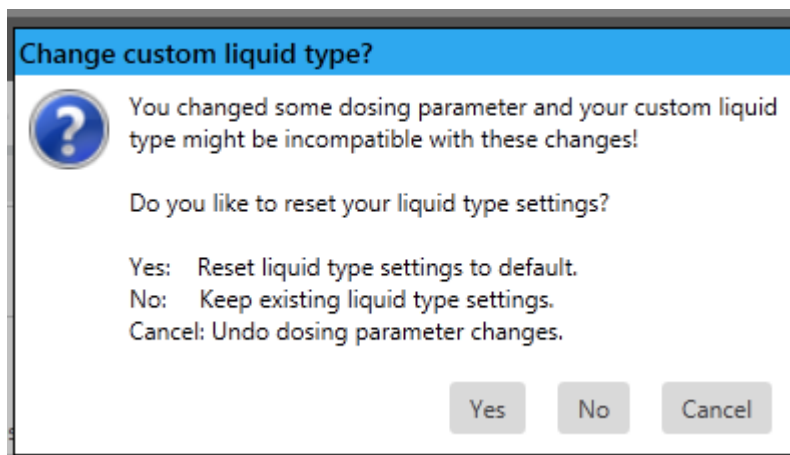 Change custom liquid type?
You changed some dosing parameter and your custom liquid
type might be incompatible with these changes!
Do you like to reset your liquid type settings?
Yes: Reset liquid type settings to default.
No: Keep existing liquid type settings.
Cancel: Undo dosing parameter changes.
Yes No Cancel